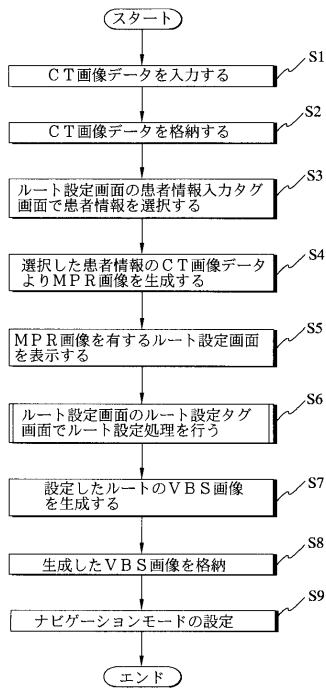 スタート
S1
CT画像データを入力する
S2
CT画像データを格納する
S3
ルート設定画面の患者情報入力タグ
画面で患者情報を選択する
S4
選択した患者情報のCT画像データ
よりMPR画像を生成する
S5
MPR画像を有するルート設定画面
を表示する
S6
ルート設定画面のルート設定タグ
画面でルート設定処理を行う
S7
設定したルートのVBS画像
を生成する
S8
生成したVBS画像を格納
S9
ナビゲーションモードの設定
エンド